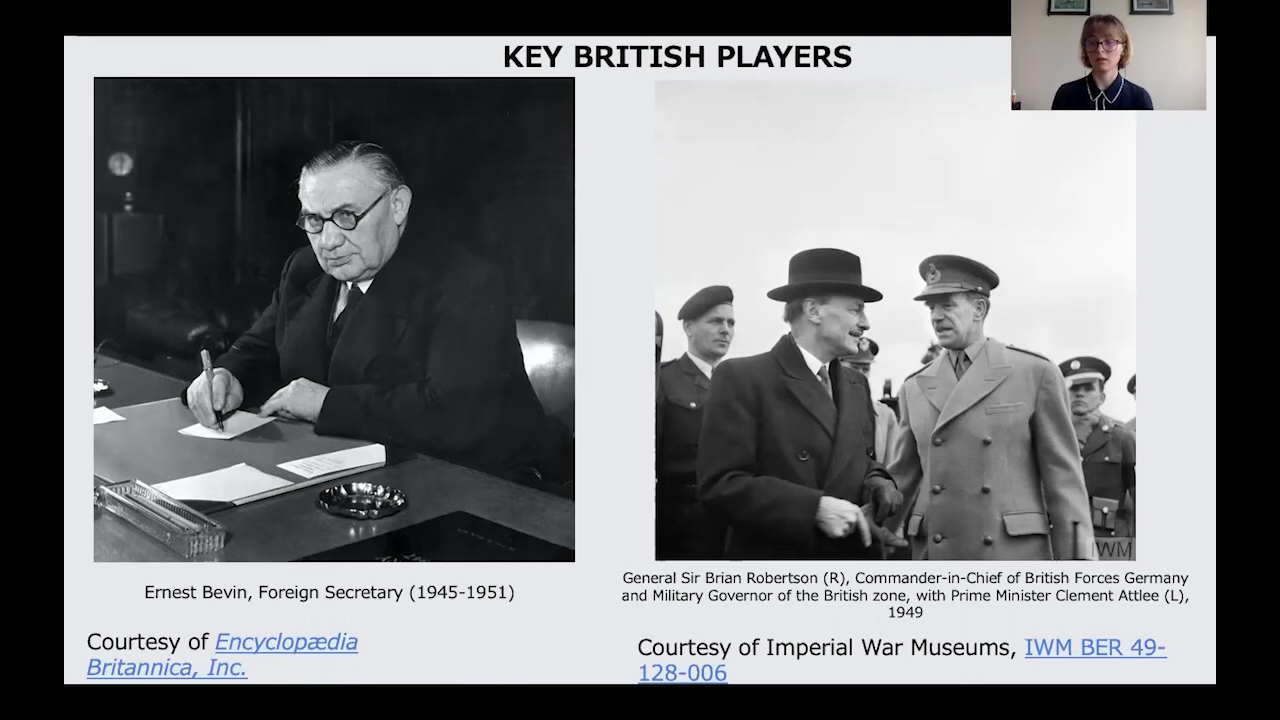 KEY BRITISH PLAYERS
IWM
Ernest Bevin, Foreign Secretary (1945-1951)
Courtesy of Encyclopædia
Britannica, Inc.
General Sir Brian Robertson (R), Commander-in-Chief of British Forces Germany
and Military Governor of the British zone, with Prime Minister Clement Attlee (L),
1949
Courtesy of Imperial War Museums, IWM BER 49-
128-006